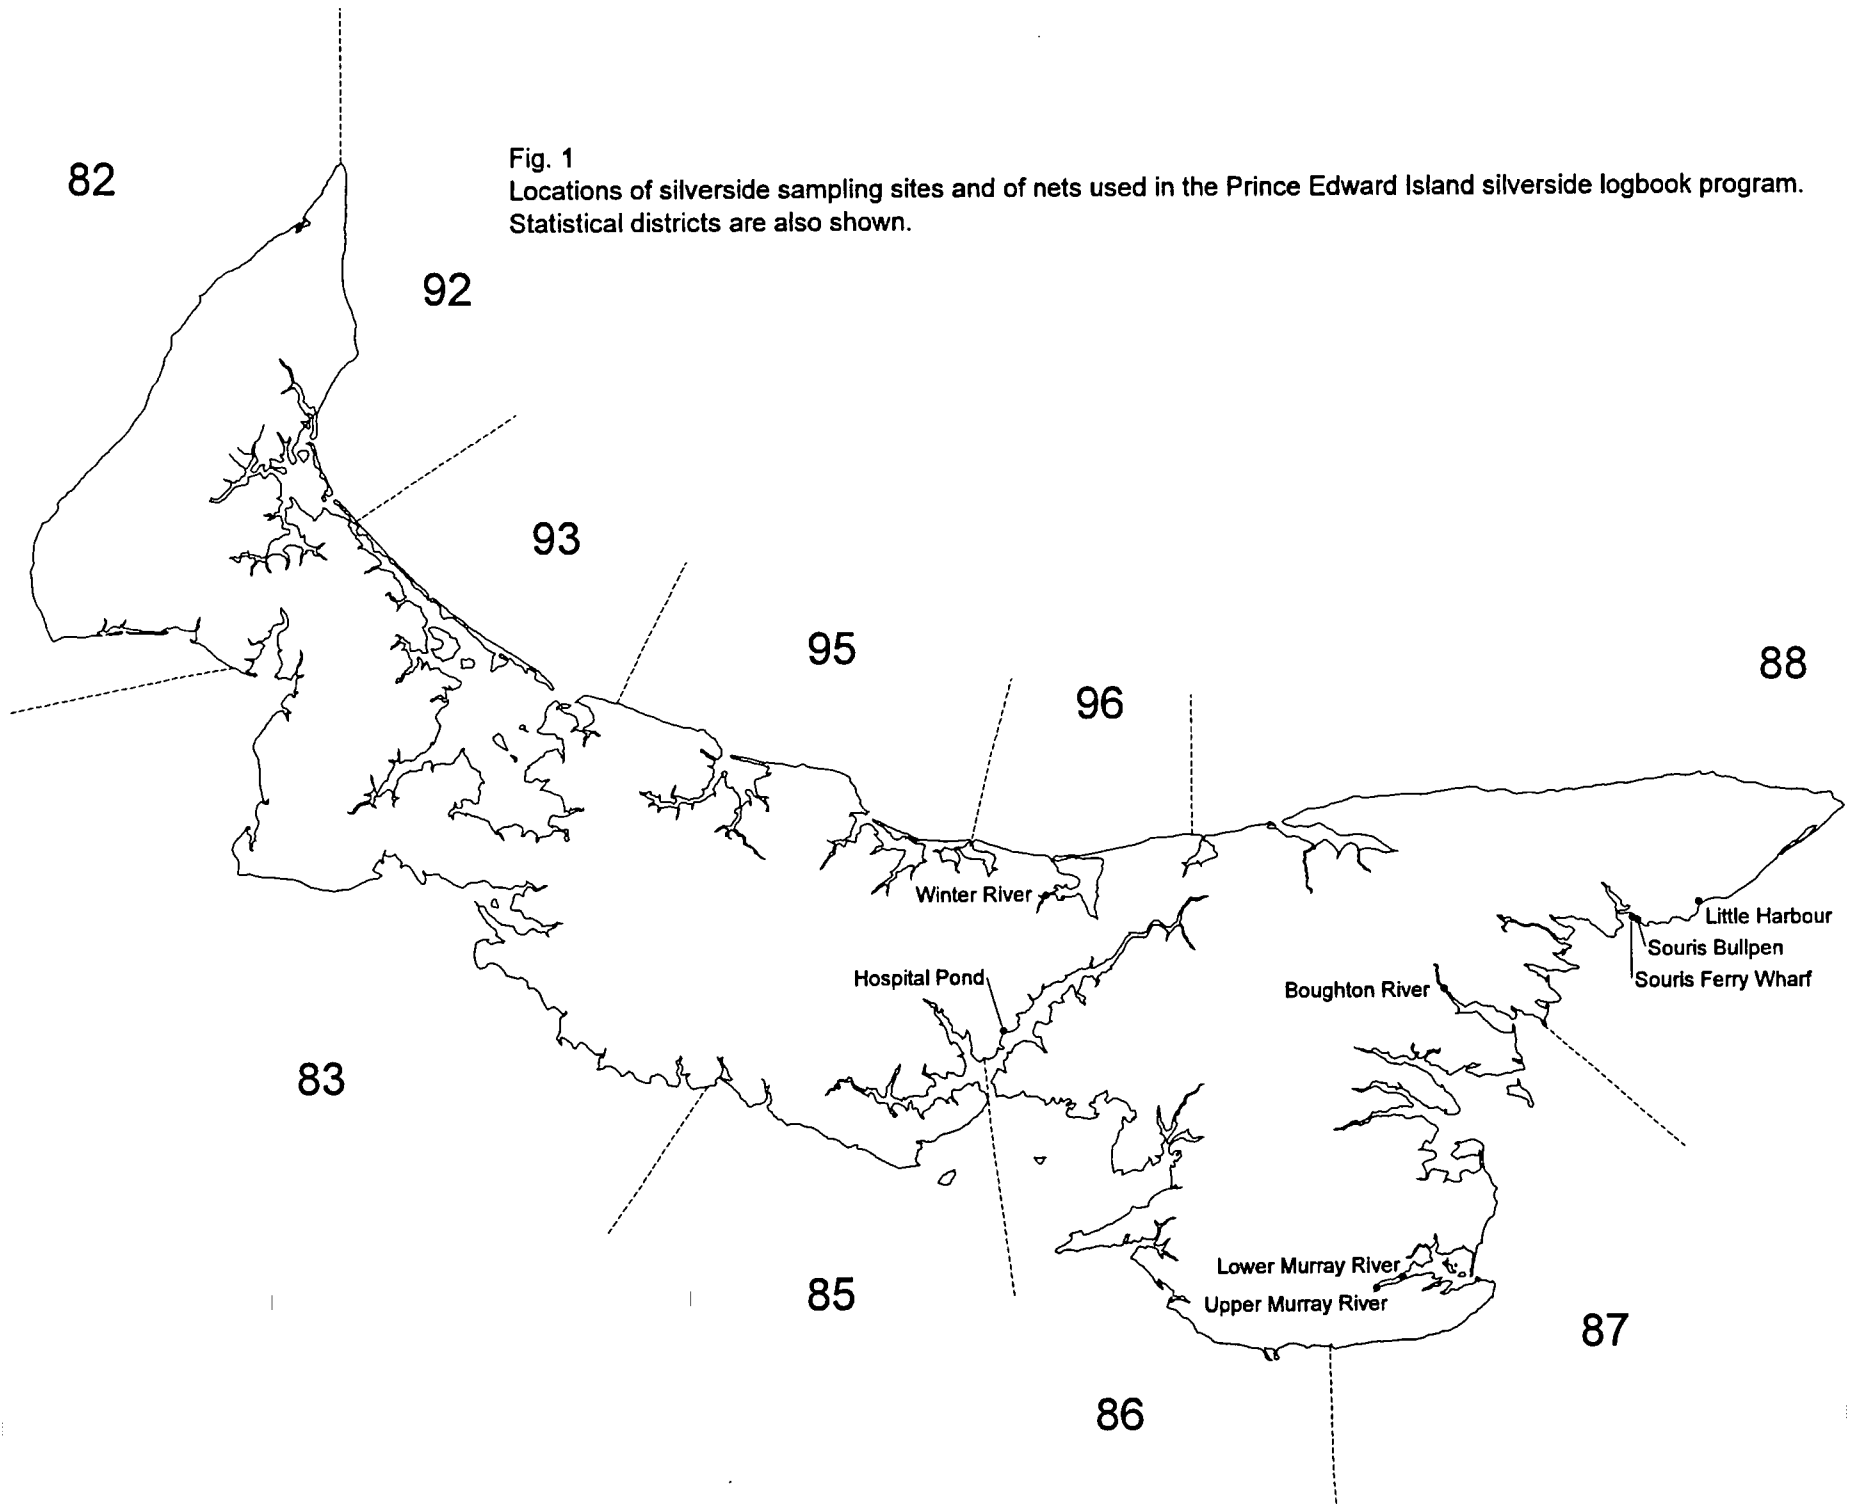 Fig. 1
Locations of silverside sampling sites and of nets used in the Prince Edward Island silverside logbook program.
Statistical districts are also shown.
82
92
93
95
88
96
Winter River
Little Harbour
Souris Bullpen
Hospital Pond
Souris Ferry Wharf
Boughton River
83
Lower Murray River
85
Upper Murray River
87
86